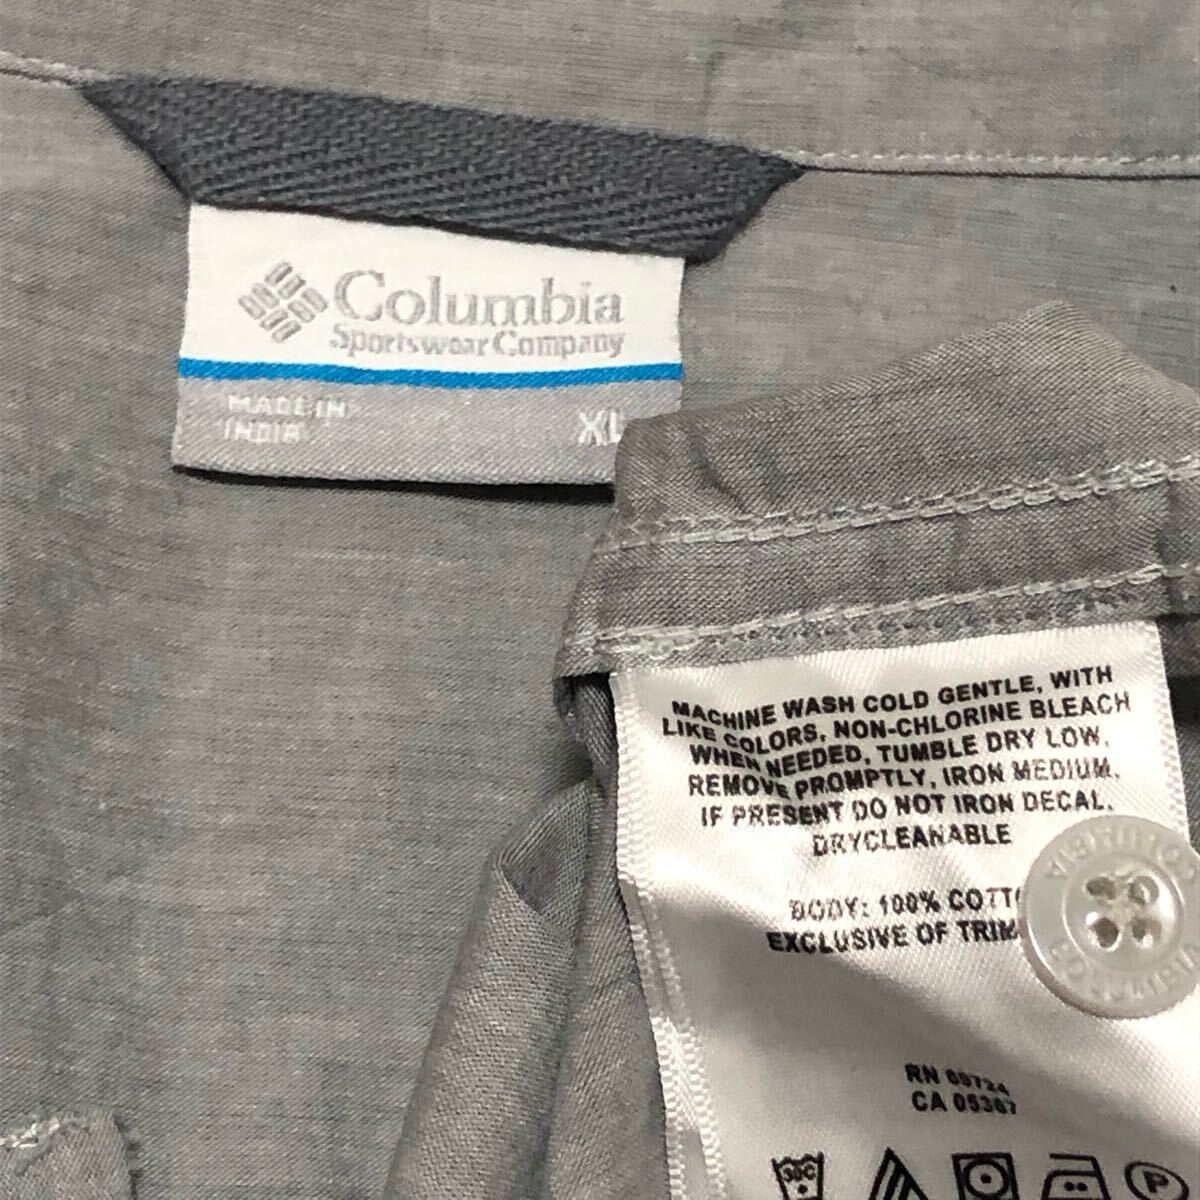 Columbia
Sportswear Company
MADE IN
INDIA
XL
MACHINE WASH COLD GENTLE, WITH
LIKE COLORS, NON-CHLORINE BLEACH
WHEN NEEDED, TUMBLE DRY LOW,
REMOVE PROMPTLY, IRON MEDIUM,
IF PRESENT DO NOT IRON DECAL,
DRYCLEANABLE
BODY: 100% COTT
EXCLUSIVE OF TRIM
COLUMBIA
COLUMBIA
RN 69724
CA 05367
30C
P